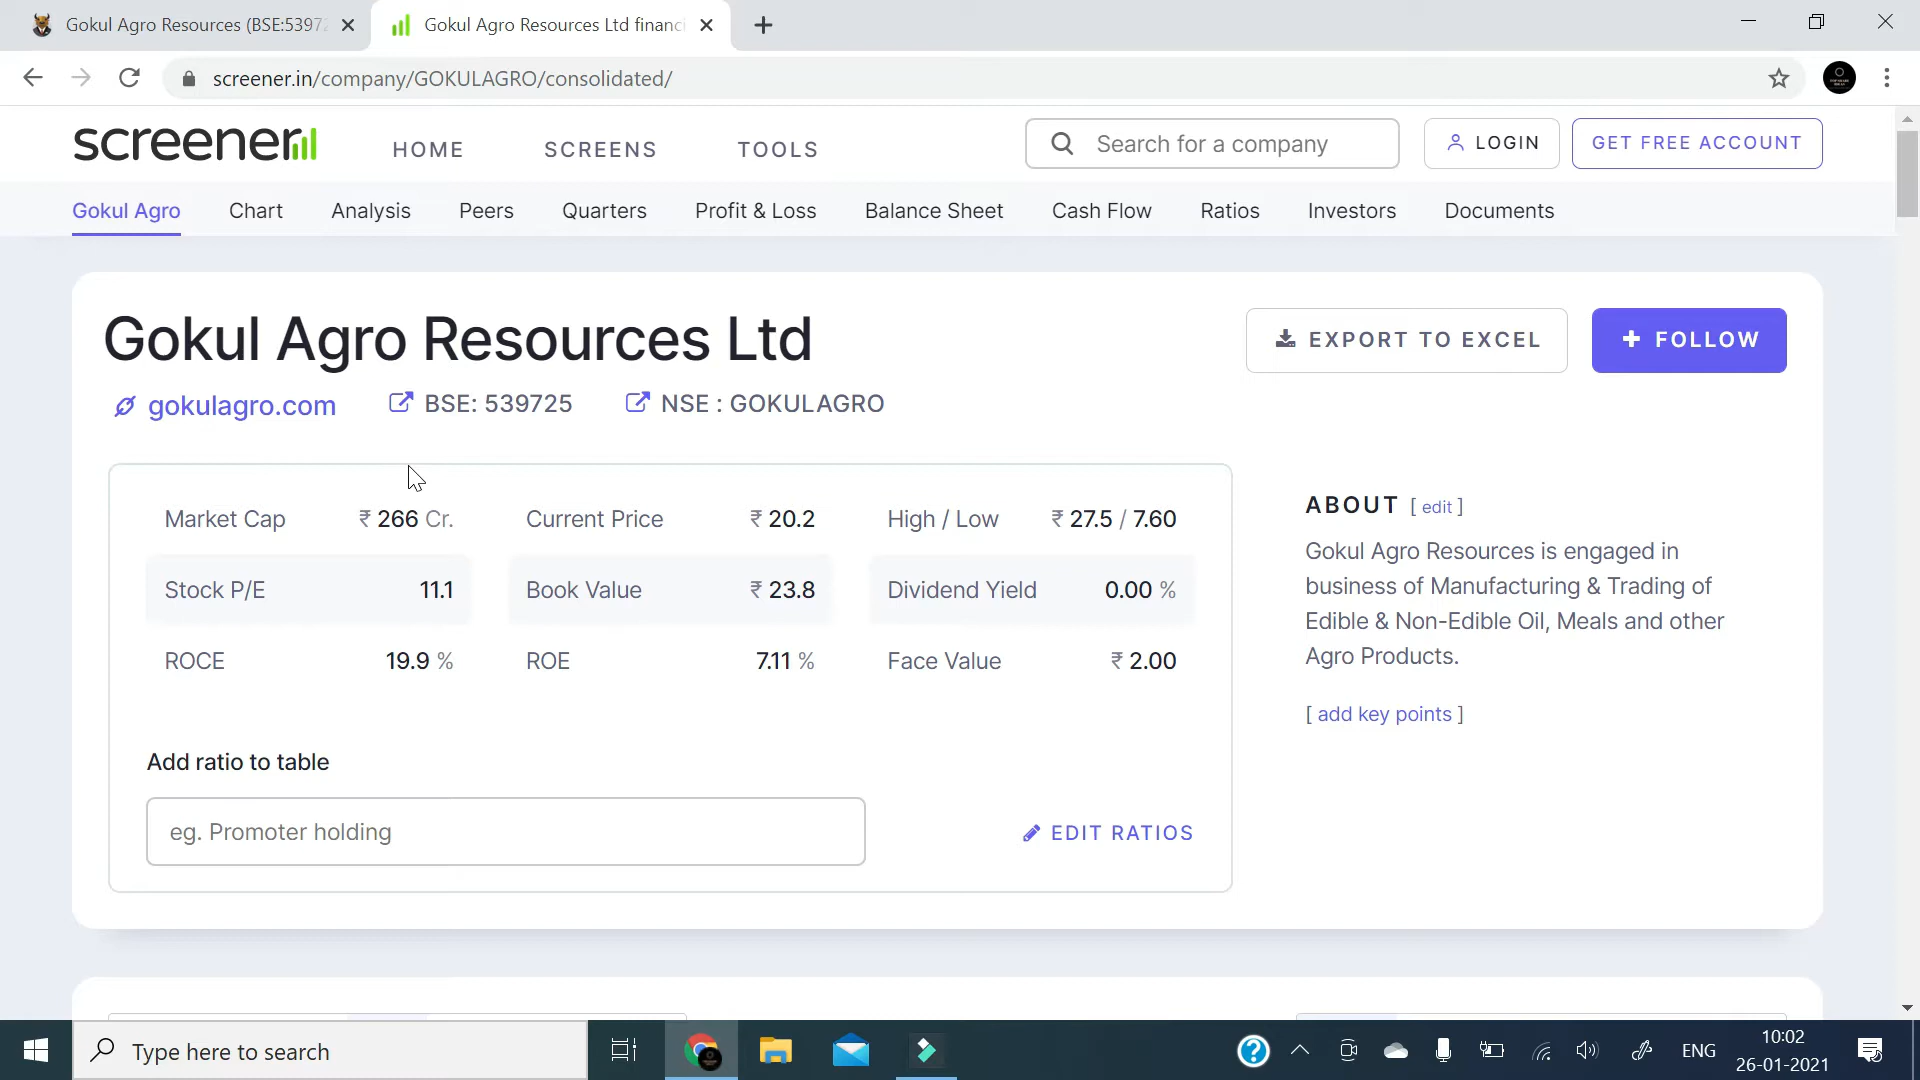 Gokul Agro Resources (BSE:53972
Gokul Agro Resources Ltd financi
screener.in/company/GOKULAGRO/consolidated/
screener
HOME
SCREENS
TOOLS
Search for a company
LOGIN
GET FREE ACCOUNT
Gokul Agro
Chart
Analysis
Peers
Quarters
Profit & Loss
Balance Sheet
Cash Flow
Ratios
Investors
Documents
Gokul Agro Resources Ltd
EXPORT TO EXCEL
+ FOLLOW
gokulagro.com
BSE: 539725
NSE : GOKULAGRO
Market Cap ₹ 266 Cr.
Current Price ₹ 20.2
High / Low ₹ 27.5 / 7.60
Stock P/E 11.1
Book Value ₹ 23.8
Dividend Yield 0.00 %
ROCE 19.9 %
ROE 7.11 %
Face Value ₹ 2.00
Add ratio to table
eg. Promoter holding
EDIT RATIOS
ABOUT [ edit ]
Gokul Agro Resources is engaged in
business of Manufacturing & Trading of
Edible & Non-Edible Oil, Meals and other
Agro Products.
[ add key points ]
Type here to search
ENG
10:02
26-01-2021